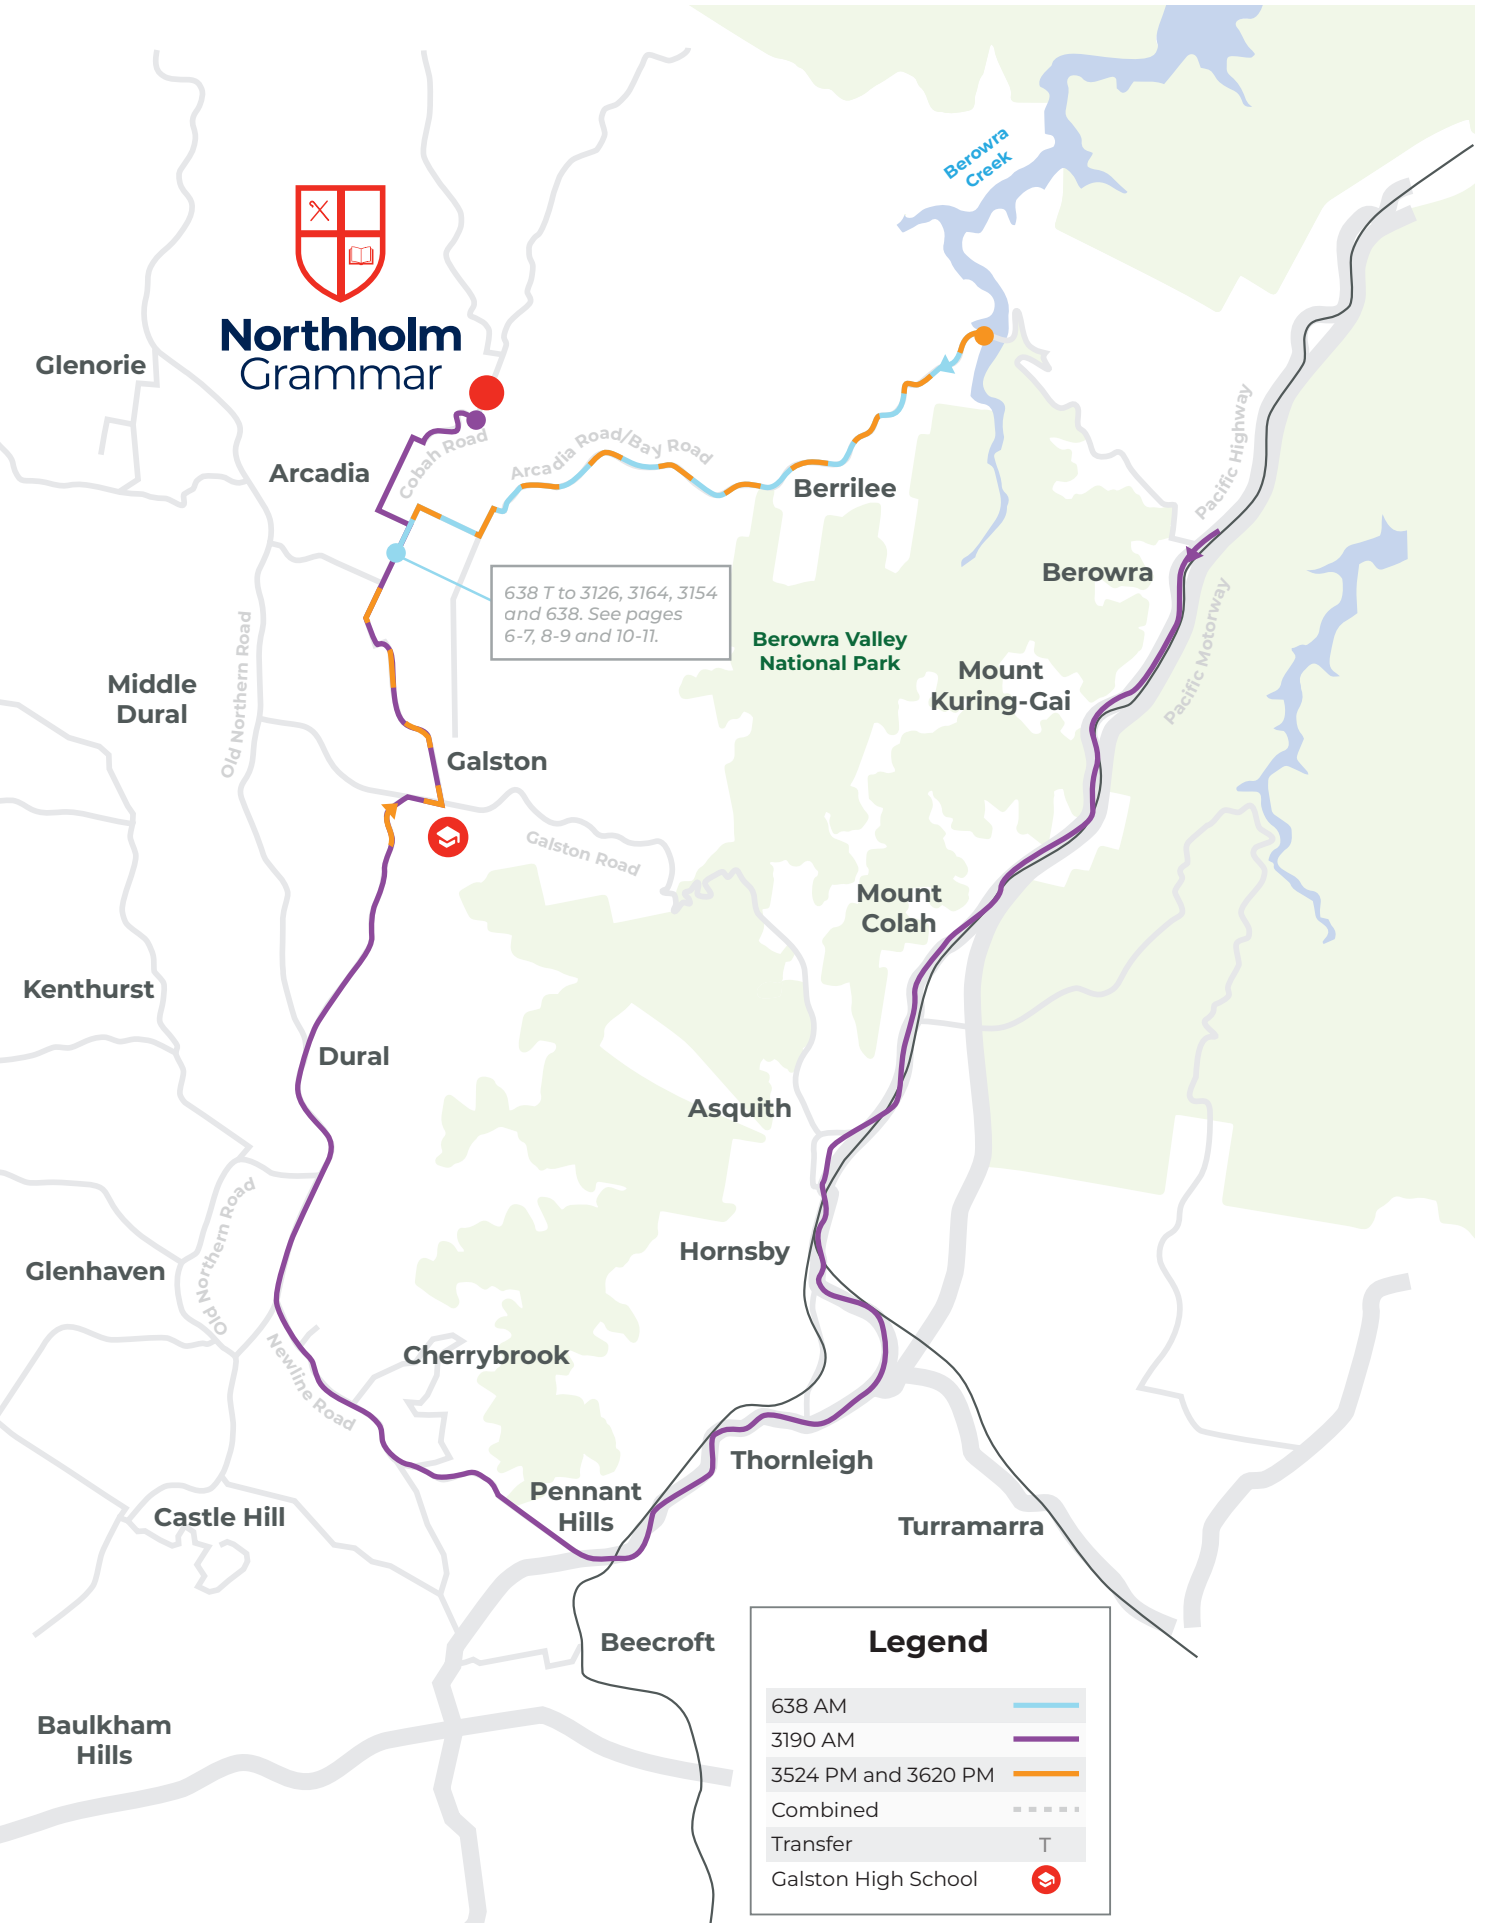 Berowra
Creek
Northholm
Grammar
Glenorie
Arcadia
Cobah Road
Arcadia Road/Bay Road
Berrilee
Pacific Highway
Berowra
638 T to 3126, 3164, 3154
and 638. See pages
6-7, 8-9 and 10-11.
Berowra Valley
National Park
Pacific Motorway
Mount
Kuring-Gai
Middle
Dural
Old Northern Road
Galston
Galston Road
Mount
Colah
Kenthurst
Dural
Asquith
Old Northern Road
Hornsby
Glenhaven
Newline Road
Cherrybrook
Thornleigh
Pennant
Hills
Castle Hill
Turramarra
Beecroft
Baulkham
Hills
Legend
638 AM
3190 AM
3524 PM and 3620 PM
Combined
Transfer T
Galston High School